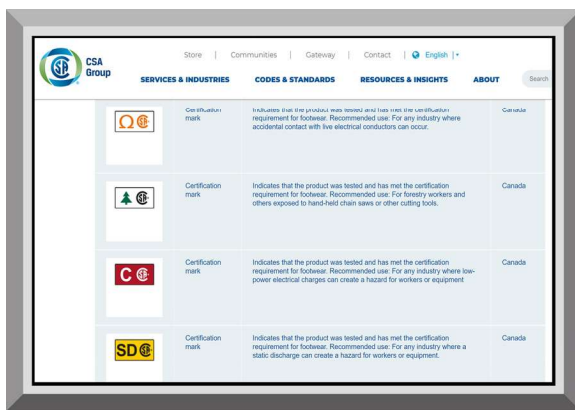 CSA
Group
Store | Communities | Gateway | Contact | English |
SERVICES & INDUSTRIES CODES & STANDARDS RESOURCES & INSIGHTS ABOUT Search
Ω SA
Certification
mark
Indicates that the product was tested and has met the certification
requirement for footwear. Recommended use: For any industry where
accidental contact with live electrical conductors can occur.
Canada
Certification
mark
Indicates that the product was tested and has met the certification
requirement for footwear. Recommended use: For forestry workers and
others exposed to hand-held chain saws or other cutting tools.
Canada
C SA
Certification
mark
Indicates that the product was tested and has met the certification
requirement for footwear. Recommended use: For any industry where low-
power electrical charges can create a hazard for workers or equipment
Canada
SD SA
Certification
mark
Indicates that the product was tested and has met the certification
requirement for footwear. Recommended use: For any industry where a
static discharge can create a hazard for workers or equipment.
Canada